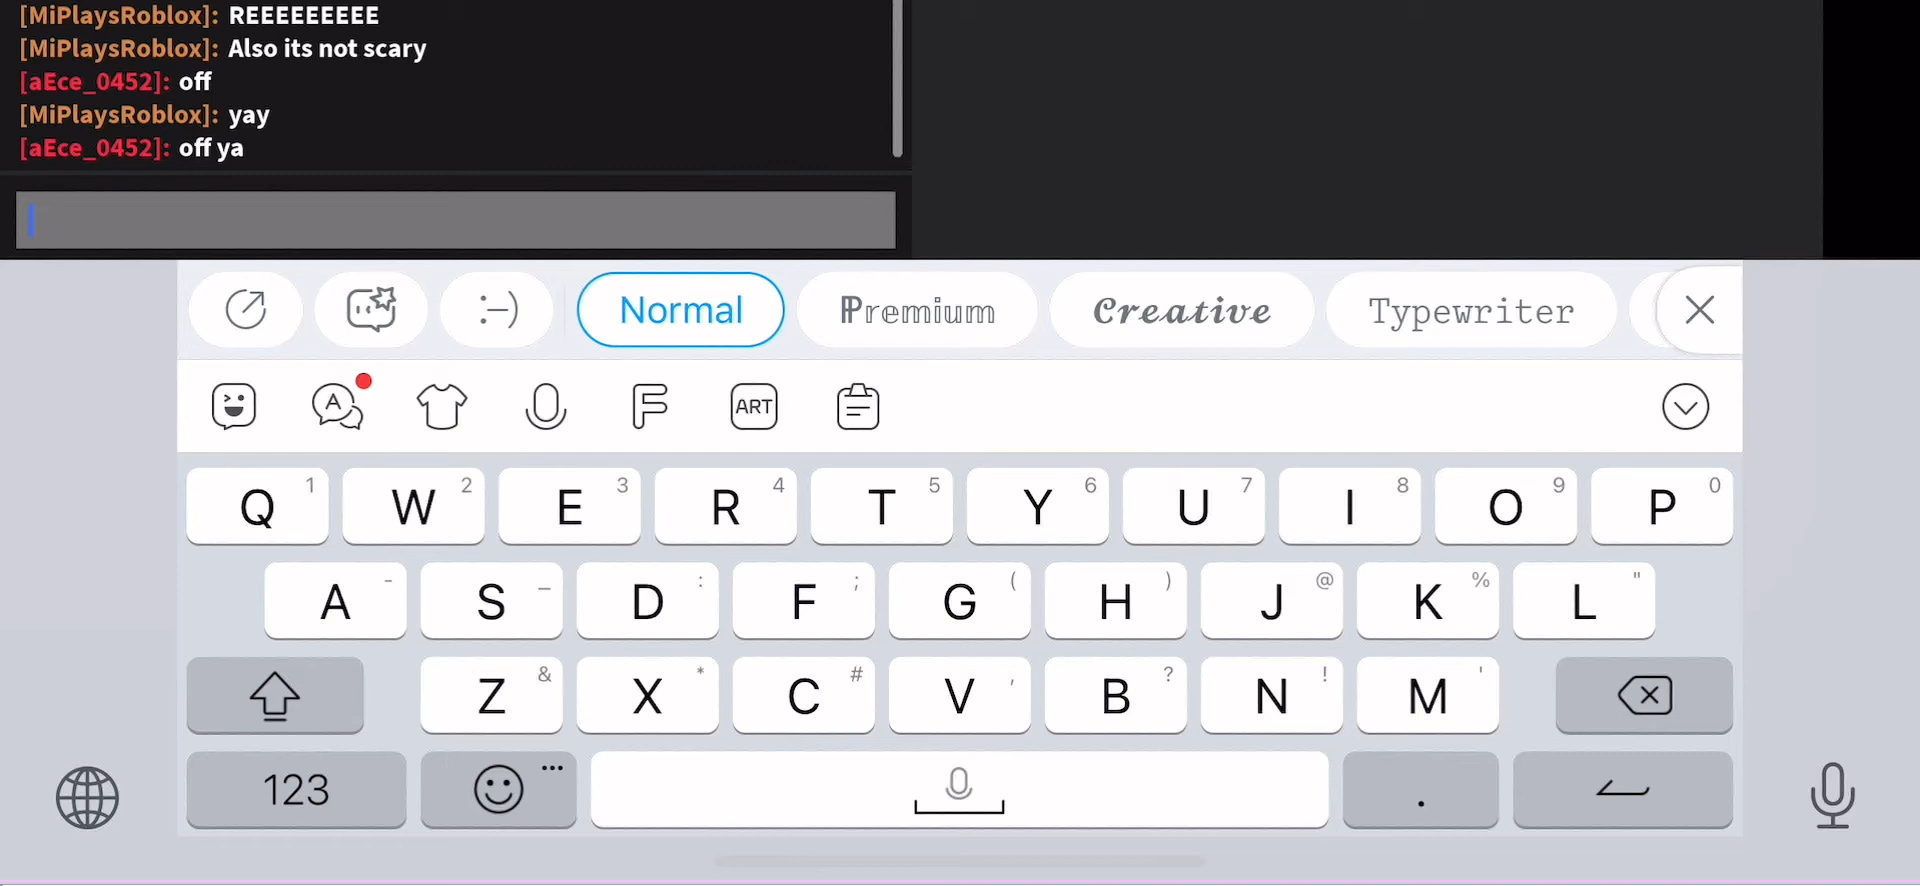 [MiPlaysRoblox]: REEEEEEEEE
[MiPlaysRoblox]: Also its not scary
[aEce_0452]: off
[MiPlaysRoblox]: yay
[aEce_0452]: off ya
:-) Normal Premium Creative Typewriter
A F ART
Q 1 W 2 E 3 R 4 T 5 Y 6 U 7 I 8 O 9 P 0
A - S _ D : F ; G ( H ) J @ K % L "
Z & X * C # V , B ? N ! M '
123 .